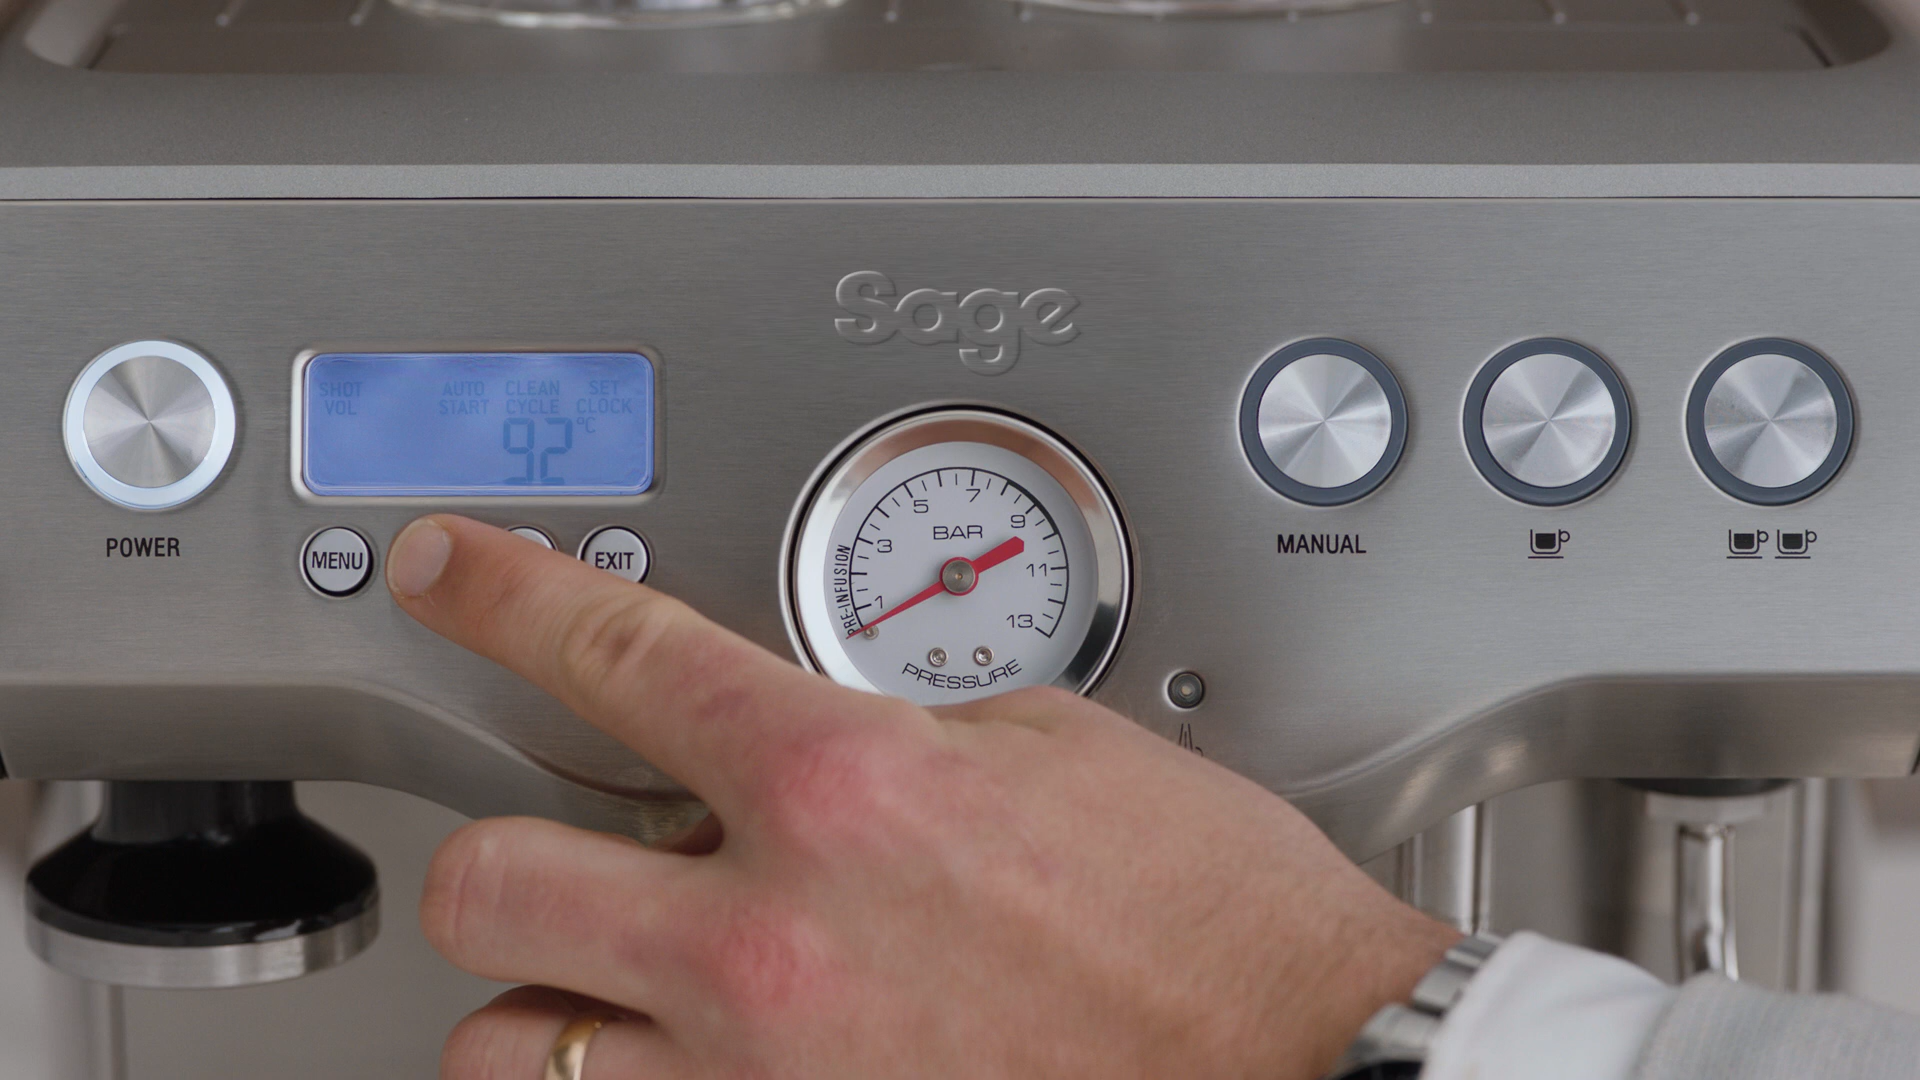 Sage
SHOT
VOL
AUTO
START
CLEAN
CYCLE
SET
CLOCK
92°C
POWER
MENU
EXIT
PRE-INFUSION
1
3
5
7
9
11
13
BAR
PRESSURE
MANUAL